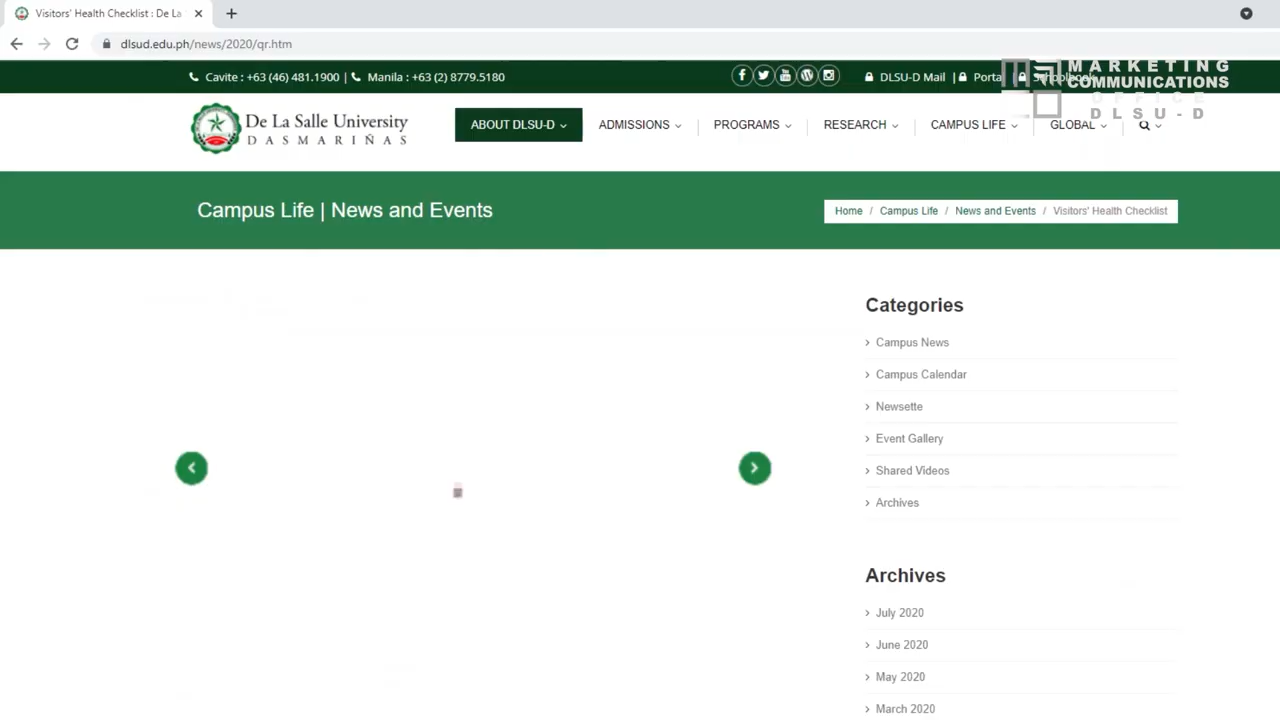 Visitors' Health Checklist : De La
dlsud.edu.ph/news/2020/qr.htm
Cavite : +63 (46) 481.1900 | Manila : +63 (2) 8779.5180
DLSU-D Mail | Portal
Schoolbook
MARKETING
COMMUNICATIONS
OFFICE
DLSU-D
De La Salle University
DASMARIÑAS
ABOUT DLSU-D ADMISSIONS PROGRAMS RESEARCH CAMPUS LIFE GLOBAL
Campus Life | News and Events
Home / Campus Life / News and Events / Visitors' Health Checklist
Categories
Campus News
Campus Calendar
Newsette
Event Gallery
Shared Videos
Archives
Archives
July 2020
June 2020
May 2020
March 2020